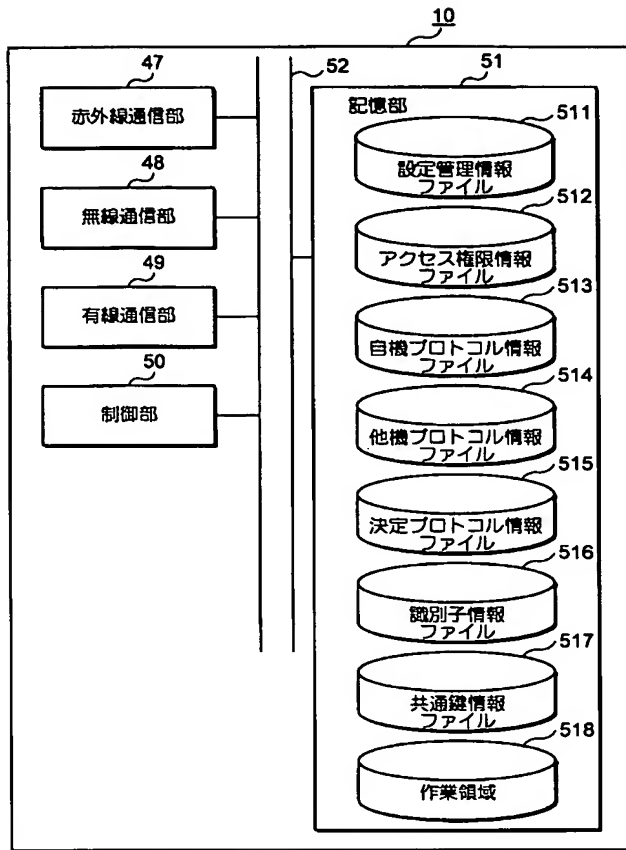 10
47
赤外線通信部
48
無線通信部
49
有線通信部
50
制御部
52
51
記憶部
511
設定管理情報
ファイル
512
アクセス権限情報
ファイル
513
自機プロトコル情報
ファイル
514
他機プロトコル情報
ファイル
515
決定プロトコル情報
ファイル
516
識別子情報
ファイル
517
共通鍵情報
ファイル
518
作業領域